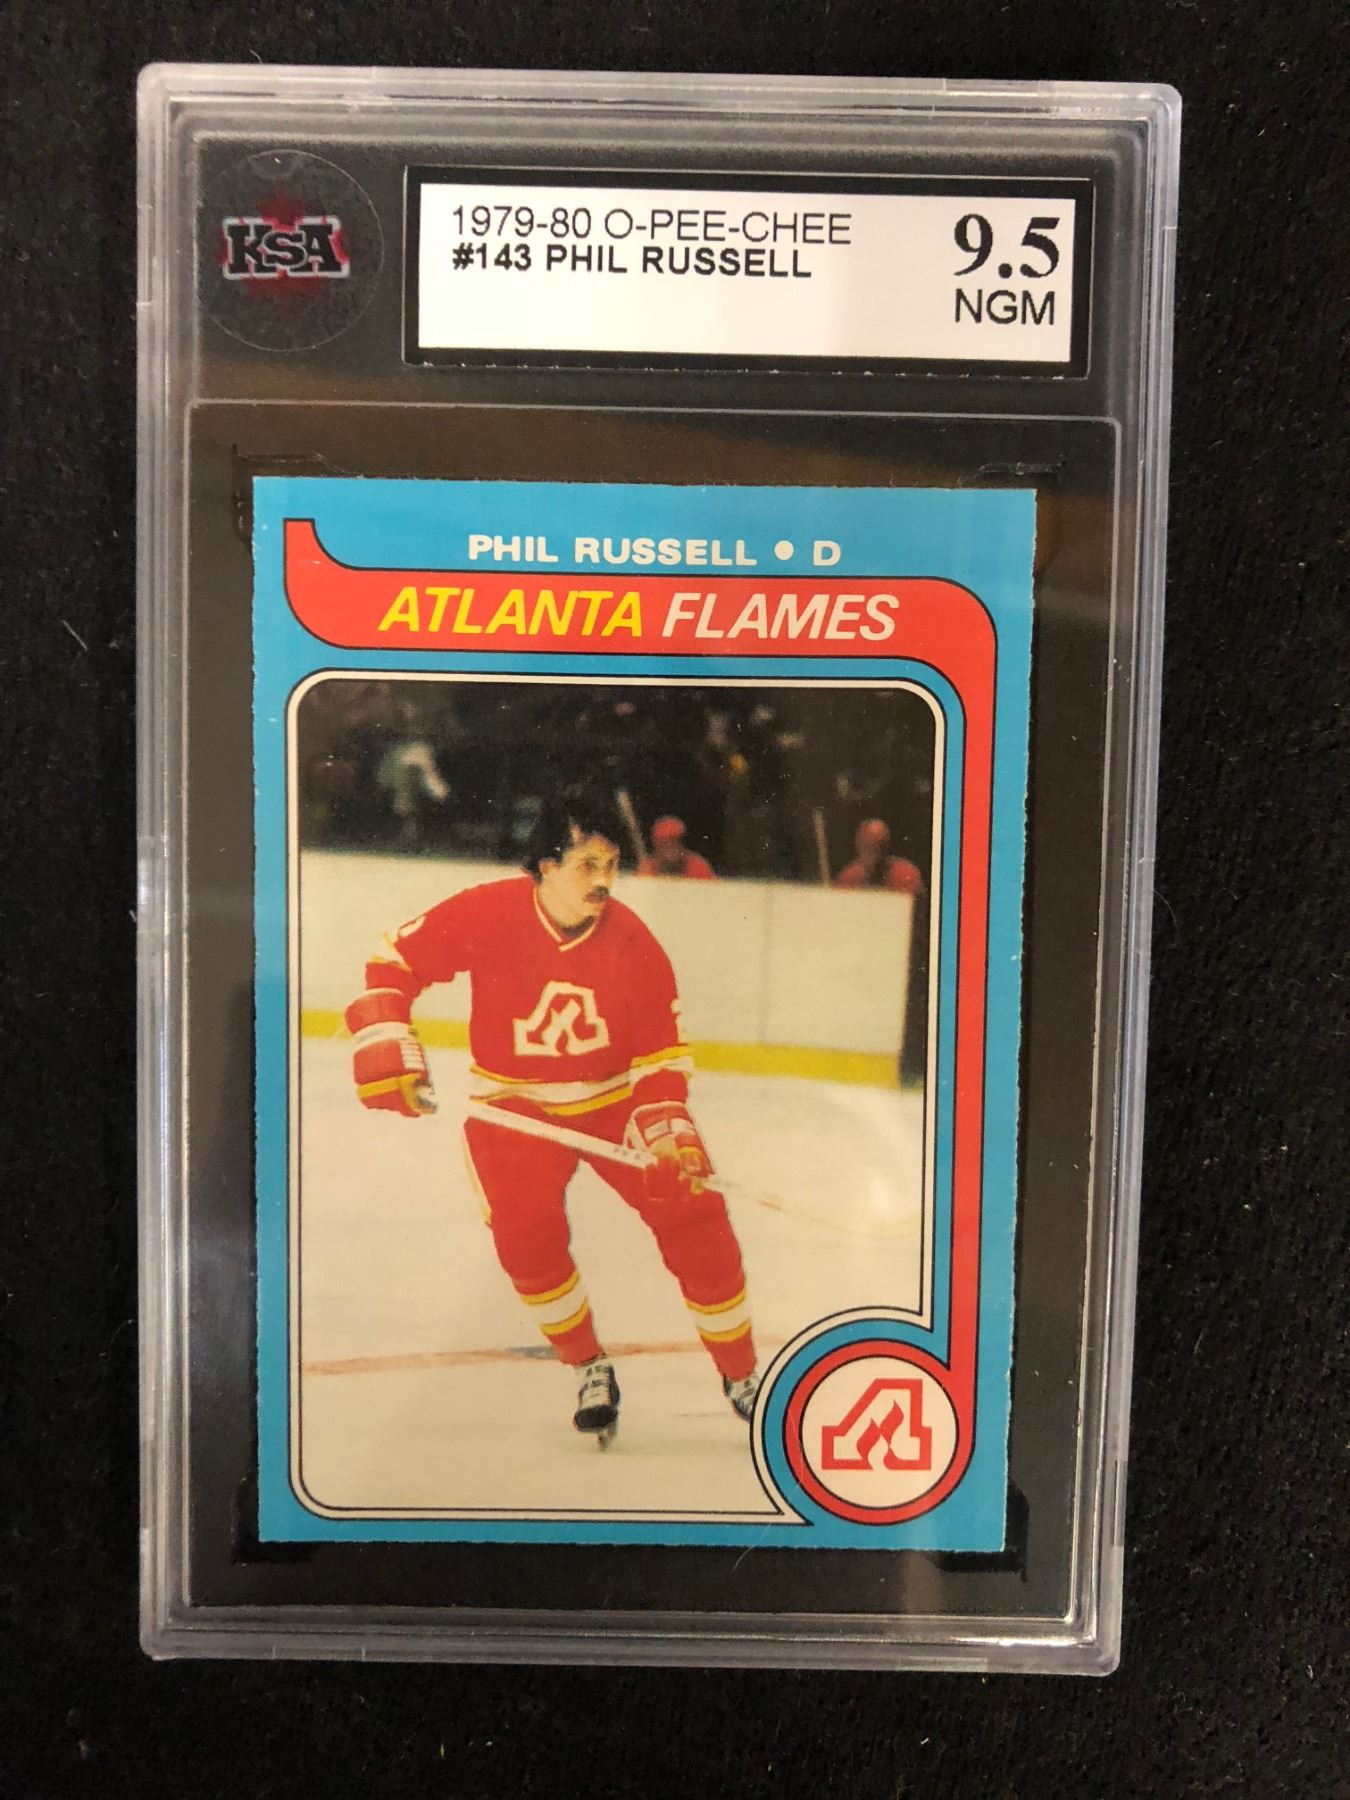 KSA
1979-80 O-PEE-CHEE
#143 PHIL RUSSELL
9.5
NGM
PHIL RUSSELL • D
ATLANTA FLAMES